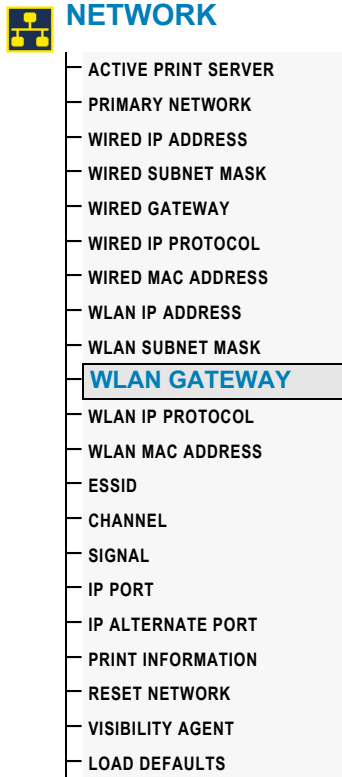 NETWORK
ACTIVE PRINT SERVER
PRIMARY NETWORK
WIRED IP ADDRESS
WIRED SUBNET MASK
WIRED GATEWAY
WIRED IP PROTOCOL
WIRED MAC ADDRESS
WLAN IP ADDRESS
WLAN SUBNET MASK
WLAN GATEWAY
WLAN IP PROTOCOL
WLAN MAC ADDRESS
ESSID
CHANNEL
SIGNAL
IP PORT
IP ALTERNATE PORT
PRINT INFORMATION
RESET NETWORK
VISIBILITY AGENT
LOAD DEFAULTS